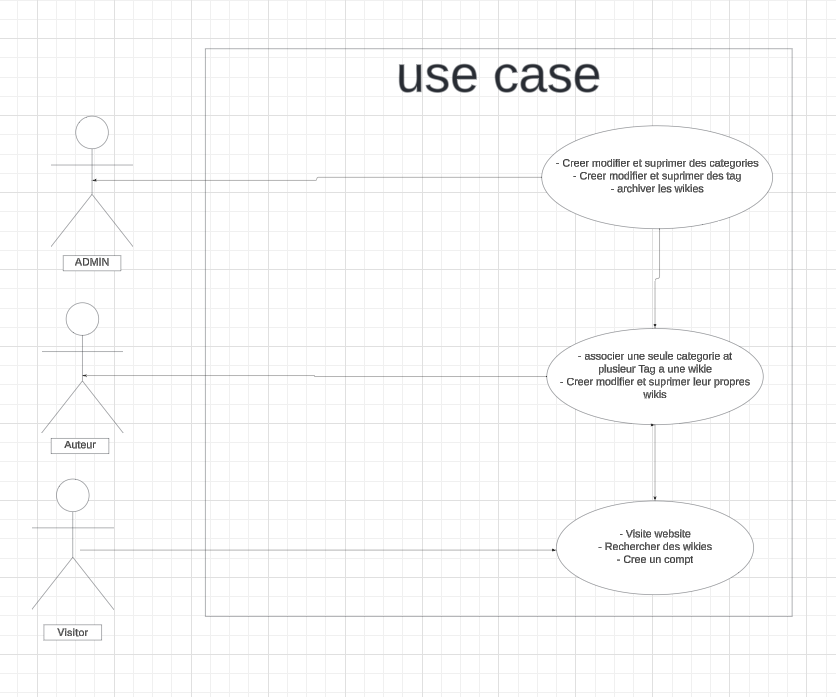 use case
- Creer modifier et suprimer des categories
- Creer modifier et suprimer des tag
- archiver les wikies
ADMIN
- associer une seule categorie at
plusieur Tag a une wikie
- Creer modifier et suprimer leur propres
wikis
Auteur
- Visite website
- Rechercher des wikies
- Cree un compt
Visitor